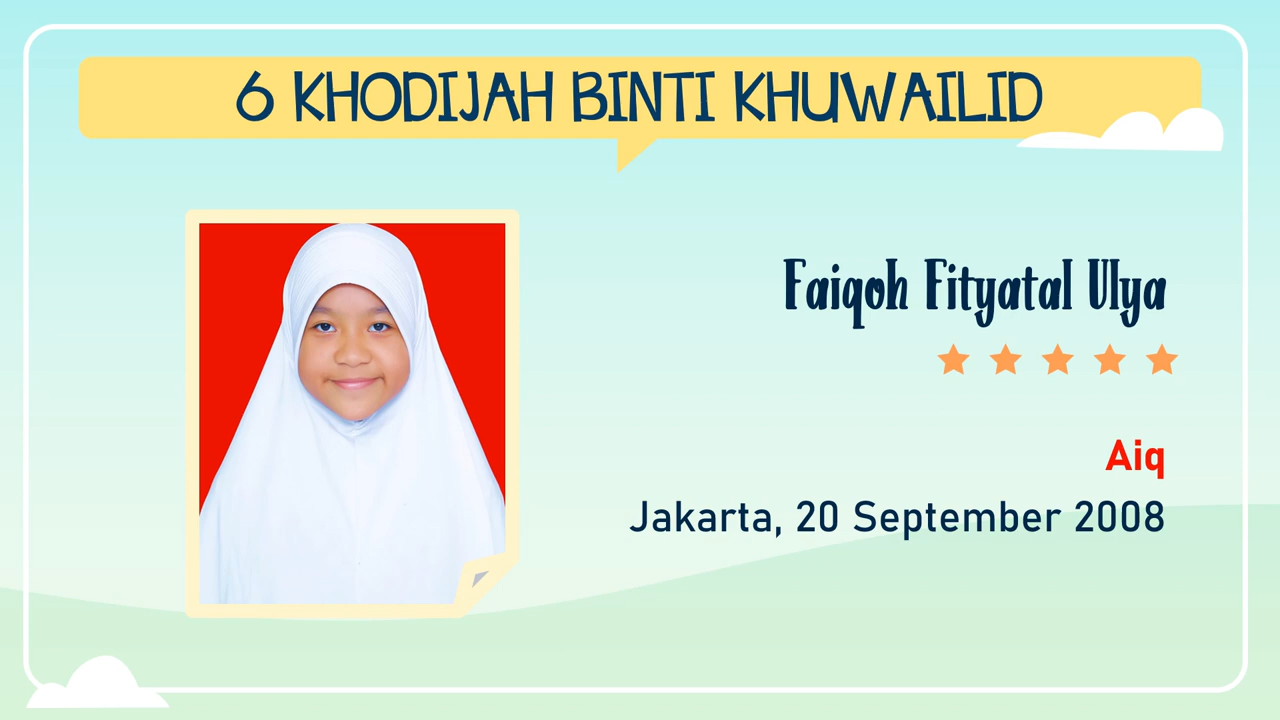 6 KHODIJAH BINTI KHUWAILID
Faiqoh Fityatal Ulya
Aiq
Jakarta, 20 September 2008